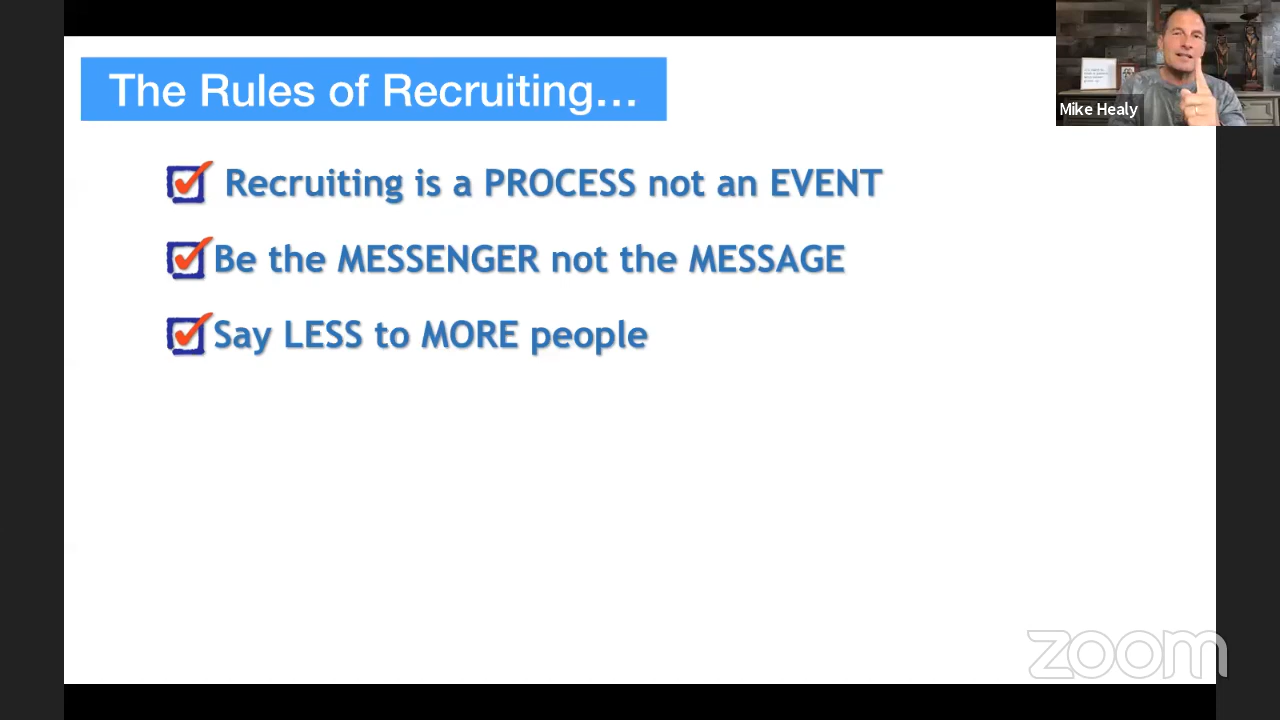 The Rules of Recruiting...
Mike Healy
Recruiting is a PROCESS not an EVENT
Be the MESSENGER not the MESSAGE
Say LESS to MORE people
zoom